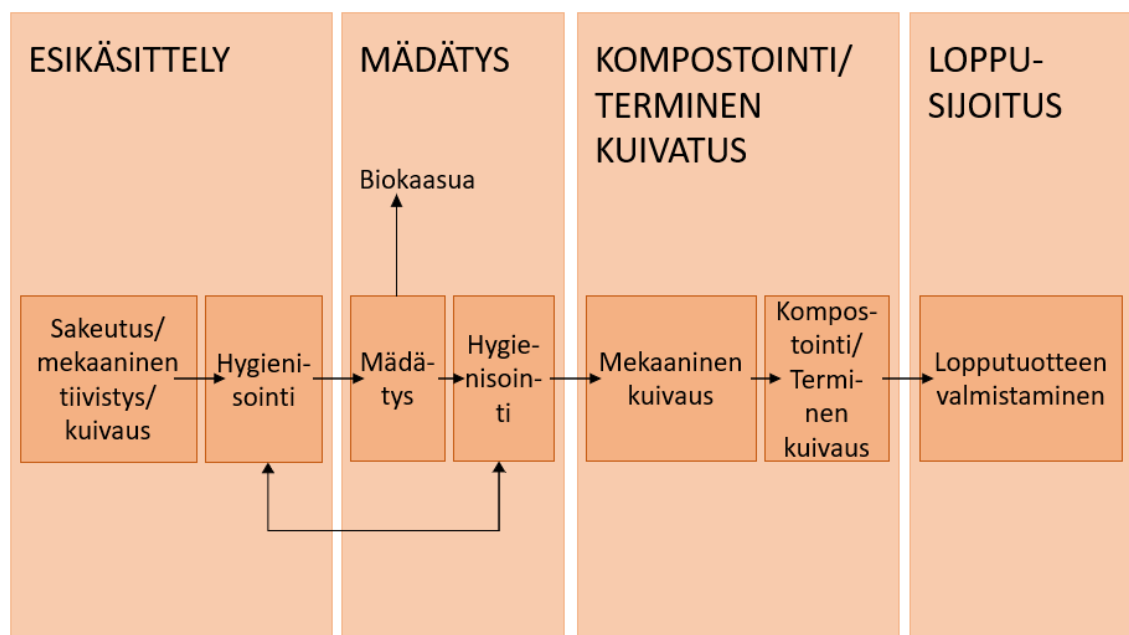 ESIKÄSITTELY
MÄDÄTYS
KOMPOSTOINTI/
TERMINEN
KUIVATUS
LOPPU-
SIJOITUS
Biokaasua
Sakeutus/
mekaaninen
tiivistys/
kuivaus
Hygieni-
sointi
Mädä-
tys
Hygie-
nisoin-
ti
Mekaaninen
kuivaus
Kompos-
tointi/
Termi-
nen
kuivaus
Lopputuotteen
valmistaminen